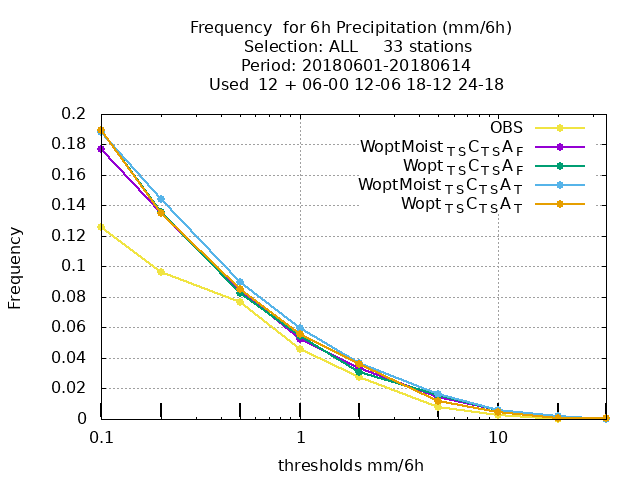 Frequency  for 6h Precipitation (mm/6h)
Selection: ALL     33 stations
Period: 20180601-20180614
Used  12 + 06-00 12-06 18-12 24-18
OBS
WoptMoist TS C TS A F
Wopt TS C TS A F
WoptMoist TS C TS A T
Wopt TS C TS A T
Frequency
0.2
0.18
0.16
0.14
0.12
0.1
0.08
0.06
0.04
0.02
0
0.1 1 10
thresholds mm/6h